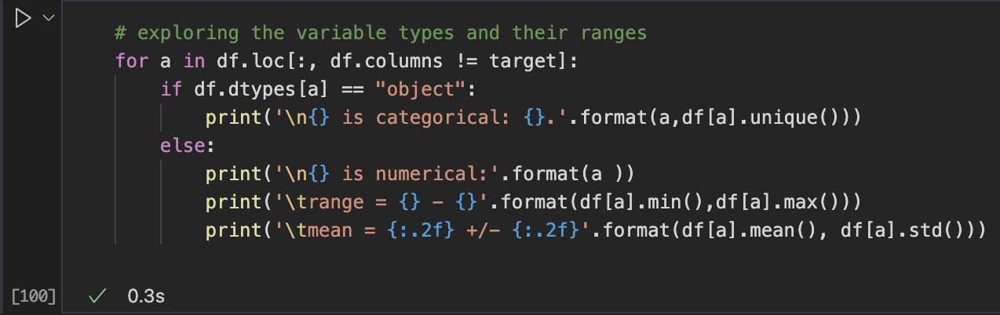 # exploring the variable types and their ranges
for a in df.loc[:, df.columns != target]:
    if df.dtypes[a] == "object":
        print('\n{} is categorical: {}.'.format(a,df[a].unique()))
    else:
        print('\n{} is numerical:'.format(a ))
        print('\trange = {} - {}'.format(df[a].min(),df[a].max()))
        print('\tmean = {:.2f} +/- {:.2f}'.format(df[a].mean(), df[a].std()))
[100]
0.3s